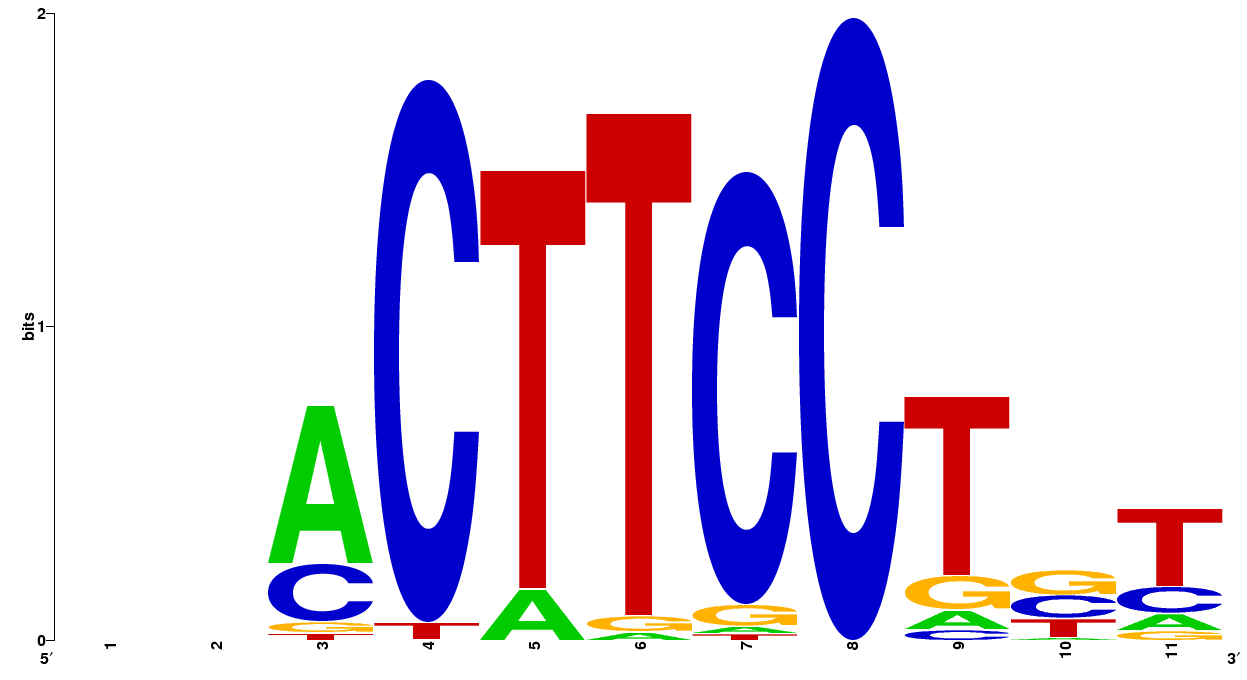 2
bits
1
0
5′ 1 2 3 4 5 6 7 8 9 10 11 3′
A C T T C C T G T
C T A G G G C C
G A A A T A
T T C A G